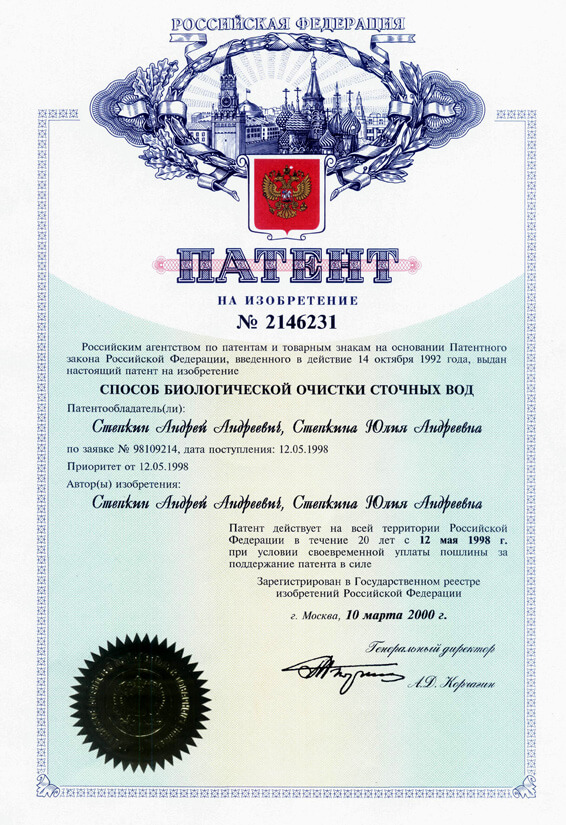 РОССИЙСКАЯ ФЕДЕРАЦИЯ
ПАТЕНТ
НА ИЗОБРЕТЕНИЕ
№ 2146231
Российским агентством по патентам и товарным знакам на основании Патентного
закона Российской Федерации, введенного в действие 14 октября 1992 года, выдан
настоящий патент на изобретение
СПОСОБ БИОЛОГИЧЕСКОЙ ОЧИСТКИ СТОЧНЫХ ВОД
Патентообладатель(ли):
Степкин Андрей Андреевич, Степкина Юлия Андреевна
по заявке № 98109214, дата поступления: 12.05.1998
Приоритет от 12.05.1998
Автор(ы) изобретения:
Степкин Андрей Андреевич, Степкина Юлия Андреевна
Патент действует на всей территории Российской
Федерации в течение 20 лет с 12 мая 1998 г.
при условии своевременной уплаты пошлины за
поддержание патента в силе
Зарегистрирован в Государственном реестре
изобретений Российской Федерации
г. Москва, 10 марта 2000 г.
Генеральный директор
А.Д. Корчагин